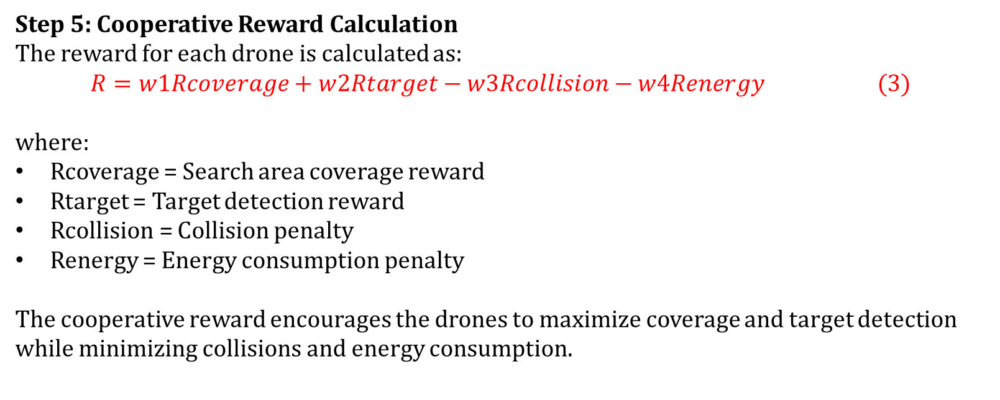 Step 5: Cooperative Reward Calculation
The reward for each drone is calculated as:
R = w1Rcoverage + w2Rtarget − w3Rcollision − w4Renergy (3)
where:
• Rcoverage = Search area coverage reward
• Rtarget = Target detection reward
• Rcollision = Collision penalty
• Renergy = Energy consumption penalty
The cooperative reward encourages the drones to maximize coverage and target detection
while minimizing collisions and energy consumption.